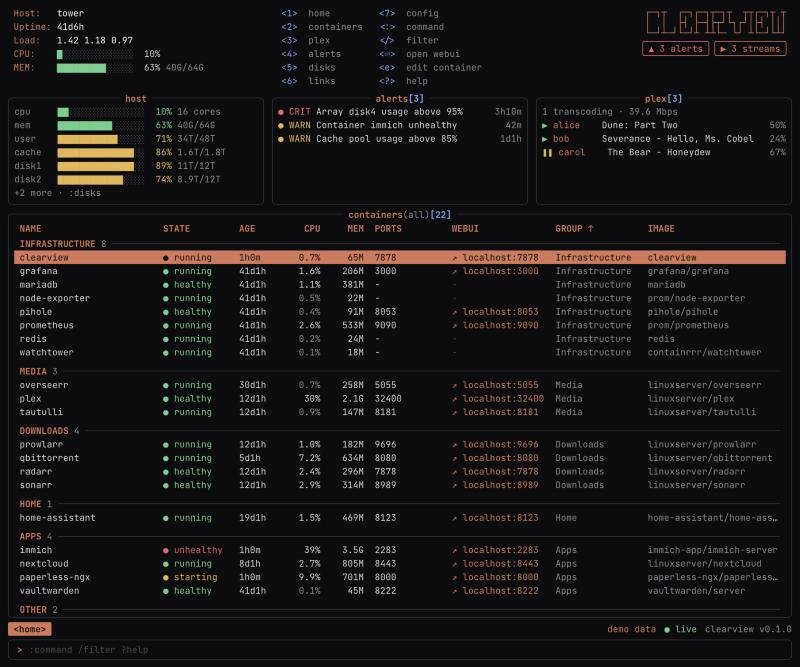 Host: tower
Uptime: 41d6h
Load: 1.42 1.18 0.97
CPU: 10%
MEM: 63% 40G/64G
<1> home <7> config
<2> containers <:> command
<3> plex </> filter
<4> alerts <⏎> open webui
<5> disks <e> edit container
<6> links <?> help
▲ 3 alerts ▶ 3 streams
host
cpu 10% 16 cores
mem 63% 40G/64G
user 71% 34T/48T
cache 86% 1.6T/1.8T
disk1 89% 11T/12T
disk2 74% 8.9T/12T
+2 more · :disks
alerts[3]
● CRIT Array disk4 usage above 95% 3h10m
● WARN Container immich unhealthy 42m
● WARN Cache pool usage above 85% 1d1h
plex[3]
1 transcoding · 39.6 Mbps
▶ alice Dune: Part Two 50%
▶ bob Severance - Hello, Ms. Cobel 24%
❚❚ carol The Bear - Honeydew 67%
containers(all)[22]
NAME STATE AGE CPU MEM PORTS WEBUI GROUP ↑ IMAGE
INFRASTRUCTURE 8
clearview ● running 1h0m 0.7% 65M 7878 ↗ localhost:7878 Infrastructure clearview
grafana ● running 41d1h 1.6% 206M 3000 ↗ localhost:3000 Infrastructure grafana/grafana
mariadb ● healthy 41d1h 1.1% 381M - - Infrastructure mariadb
node-exporter ● running 41d1h 0.5% 22M - - Infrastructure prom/node-exporter
pihole ● healthy 41d1h 0.4% 91M 8053 ↗ localhost:8053 Infrastructure pihole/pihole
prometheus ● running 41d1h 2.6% 533M 9090 ↗ localhost:9090 Infrastructure prom/prometheus
redis ● running 41d1h 0.2% 24M - - Infrastructure redis
watchtower ● running 41d1h 0.1% 18M - - Infrastructure containrrr/watchtower
MEDIA 3
overseerr ● running 30d1h 0.7% 258M 5055 ↗ localhost:5055 Media linuxserver/overseerr
plex ● healthy 12d1h 30% 2.1G 32400 ↗ localhost:32400 Media linuxserver/plex
tautulli ● running 12d1h 0.9% 147M 8181 ↗ localhost:8181 Media linuxserver/tautulli
DOWNLOADS 4
prowlarr ● running 12d1h 1.0% 182M 9696 ↗ localhost:9696 Downloads linuxserver/prowlarr
qbittorrent ● running 5d1h 7.2% 634M 8080 ↗ localhost:8080 Downloads linuxserver/qbittorrent
radarr ● healthy 12d1h 2.4% 296M 7878 ↗ localhost:7878 Downloads linuxserver/radarr
sonarr ● healthy 12d1h 2.9% 314M 8989 ↗ localhost:8989 Downloads linuxserver/sonarr
HOME 1
home-assistant ● running 19d1h 1.5% 469M 8123 ↗ localhost:8123 Home home-assistant/home-ass…
APPS 4
immich ● unhealthy 1h0m 39% 3.5G 2283 ↗ localhost:2283 Apps immich-app/immich-server
nextcloud ● running 8d1h 2.7% 805M 8443 ↗ localhost:8443 Apps linuxserver/nextcloud
paperless-ngx ● starting 1h0m 9.9% 701M 8000 ↗ localhost:8000 Apps paperless-ngx/paperless…
vaultwarden ● healthy 41d1h 0.1% 45M 8222 ↗ localhost:8222 Apps vaultwarden/server
OTHER 2
<home> demo data ● live clearview v0.1.0
> :command /filter ?help